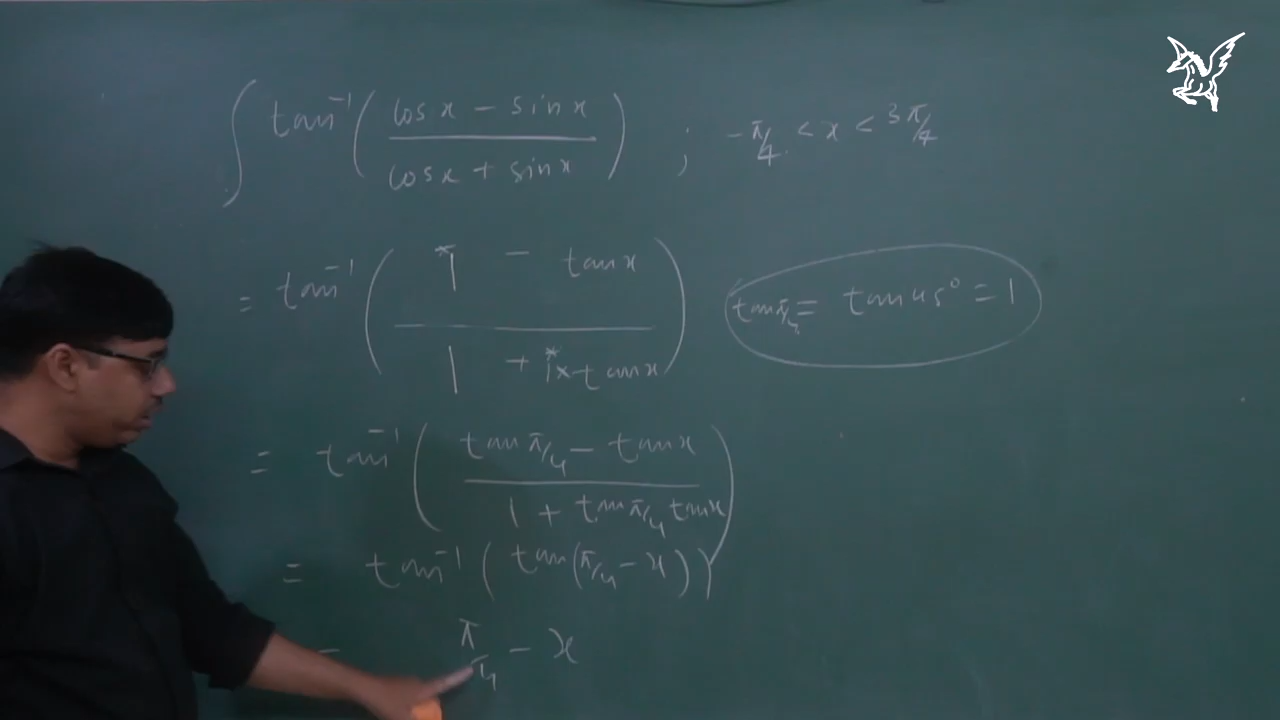 ∫ tan⁻¹( (cos x − sin x) / (cos x + sin x) ) ; −π/4 < x < 3π/4
= tan⁻¹( (1 − tan x) / (1 + 1 × tan x) ) tan π/4 = tan 45° = 1
= tan⁻¹( (tan π/4 − tan x) / (1 + tan π/4 tan x) )
= tan⁻¹( tan(π/4 − x) )
= π/4 − x